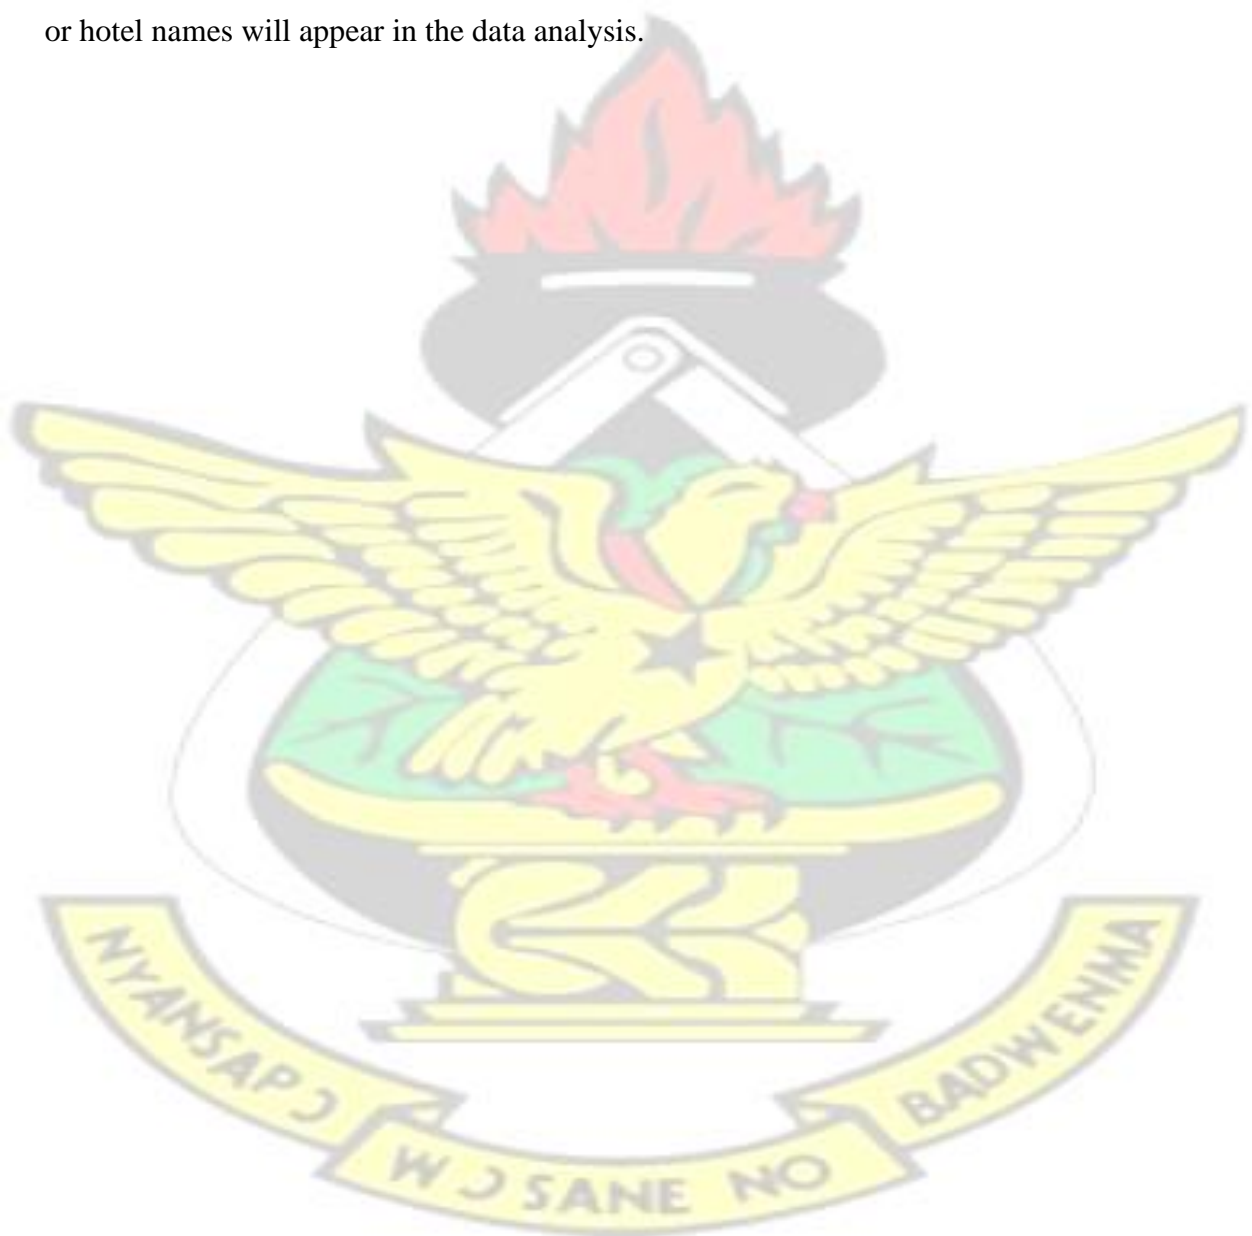 or hotel names will appear in the data analysis.
NYANSAPƆ
WƆSANE NO
BADWENMA